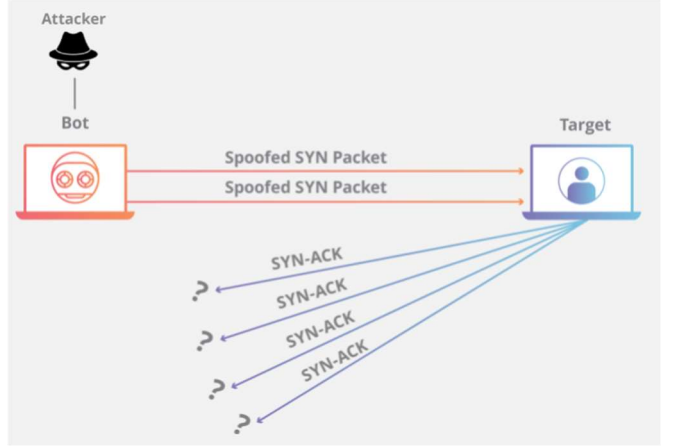 Attacker
Bot
Target
Spoofed SYN Packet
Spoofed SYN Packet
SYN-ACK
?
SYN-ACK
?
SYN-ACK
?
SYN-ACK
?